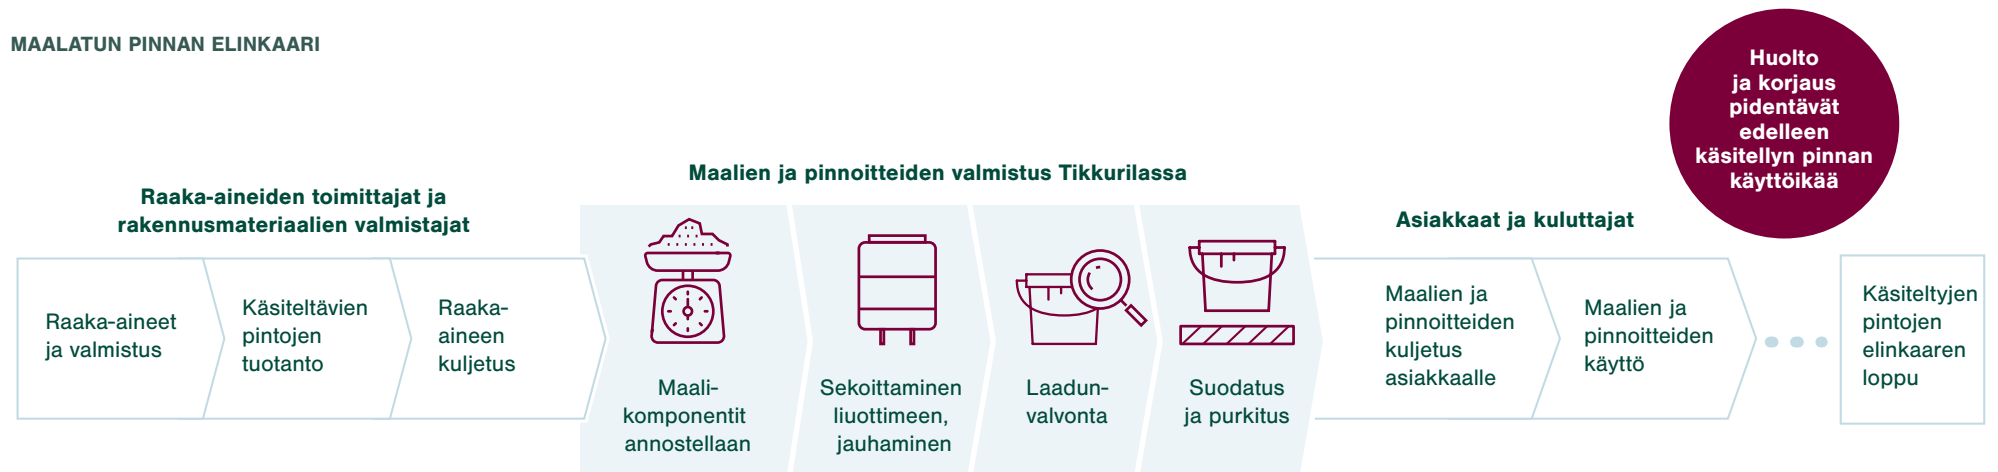 MAALATUN PINNAN ELINKAARI
Huolto
ja korjaus
pidentävät
edelleen
käsitellyn pinnan
käyttöikää
Raaka-aineiden toimittajat ja
rakennusmateriaalien valmistajat
Maalien ja pinnoitteiden valmistus Tikkurilassa
Asiakkaat ja kuluttajat
Raaka-aineet
ja valmistus
Käsiteltävien
pintojen
tuotanto
Raaka-
aineen
kuljetus
Maali-
komponentit
annostellaan
Sekoittaminen
liuottimeen,
jauhaminen
Laadun-
valvonta
Suodatus
ja purkitus
Maalien ja
pinnoitteiden
kuljetus
asiakkaalle
Maalien ja
pinnoitteiden
käyttö
Käsiteltyjen
pintojen
elinkaaren
loppu